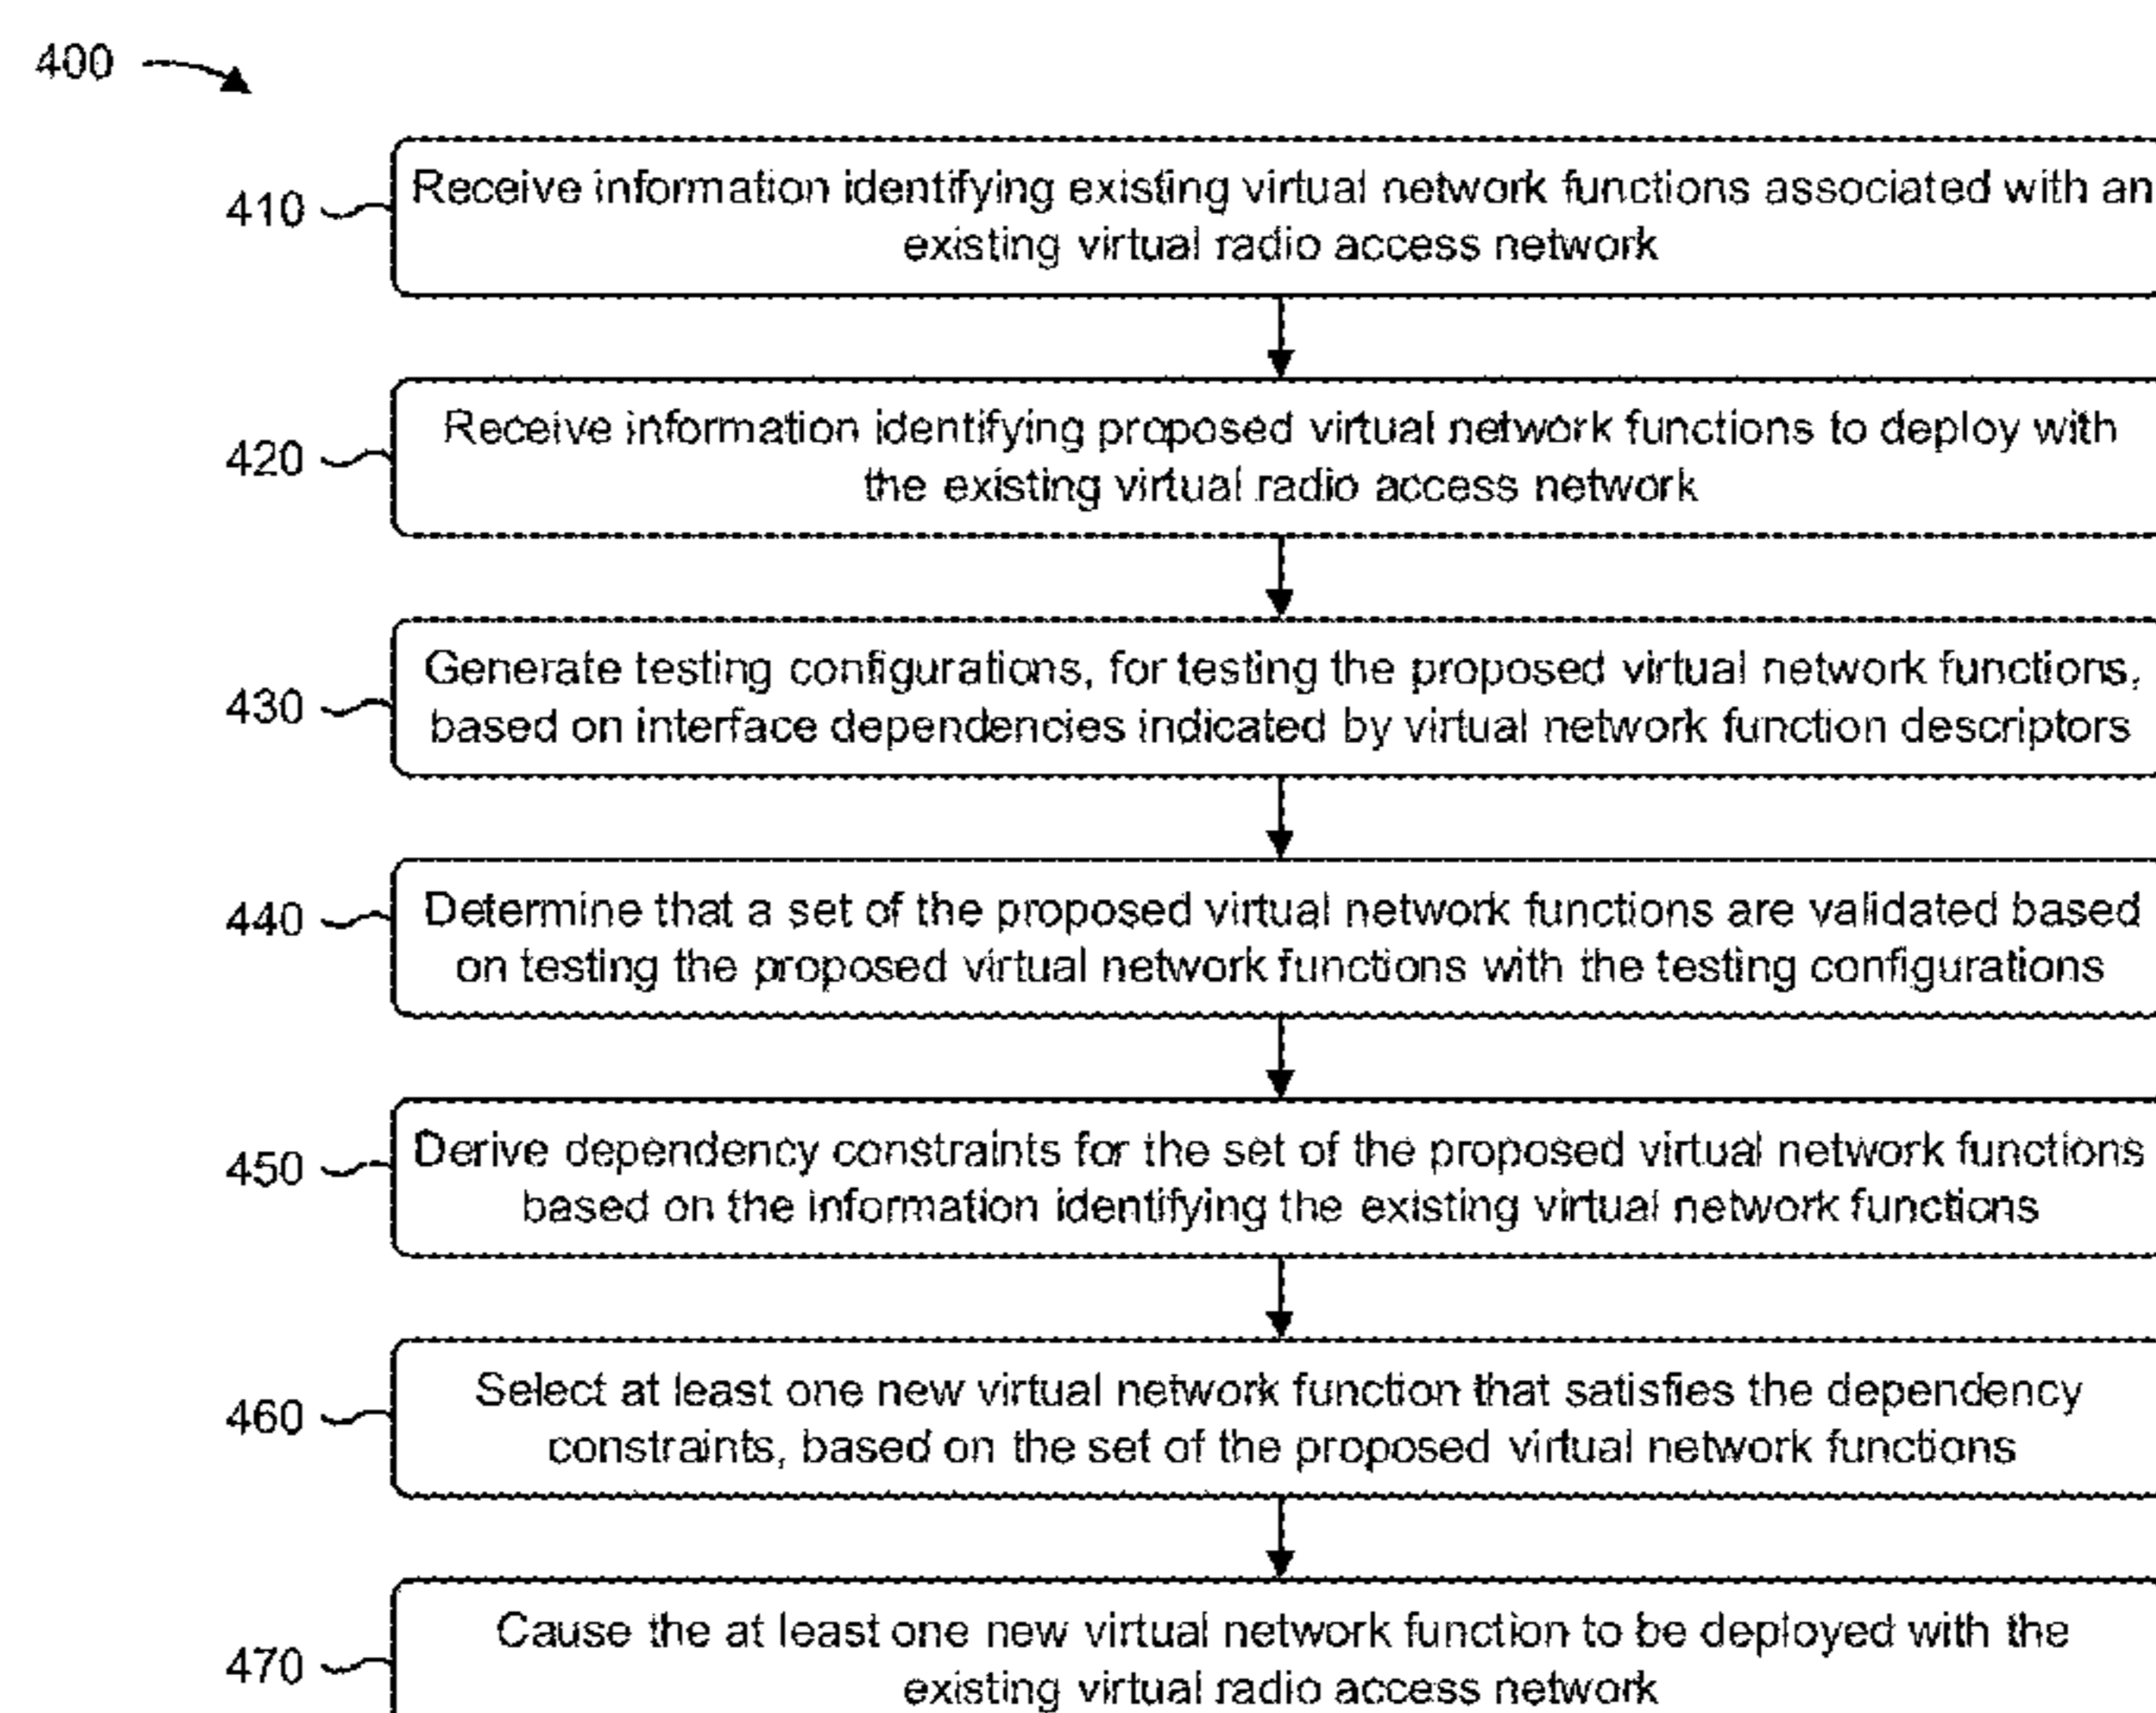 400
410
Receive information identifying existing virtual network functions associated with an
existing virtual radio access network
420
Receive information identifying proposed virtual network functions to deploy with
the existing virtual radio access network
430
Generate testing configurations, for testing the proposed virtual network functions,
based on interface dependencies indicated by virtual network function descriptors
440
Determine that a set of the proposed virtual network functions are validated based
on testing the proposed virtual network functions with the testing configurations
450
Derive dependency constraints for the set of the proposed virtual network functions
based on the information identifying the existing virtual network functions
460
Select at least one new virtual network function that satisfies the dependency
constraints, based on the set of the proposed virtual network functions
470
Cause the at least one new virtual network function to be deployed with the
existing virtual radio access network